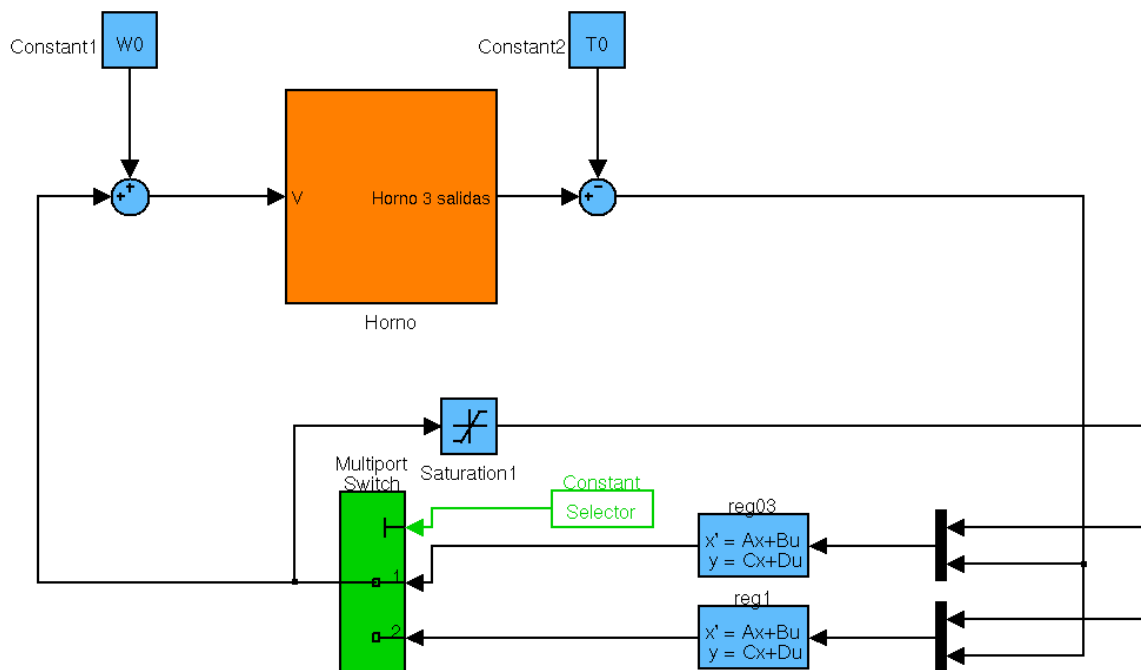 Constant1
W0
Constant2
T0
+
+
+
−
V
Horno 3 salidas
Horno
Saturation1
Multiport
Switch
Constant
Selector
reg03
x' = Ax+Bu
y = Cx+Du
1
reg1
x' = Ax+Bu
y = Cx+Du
2